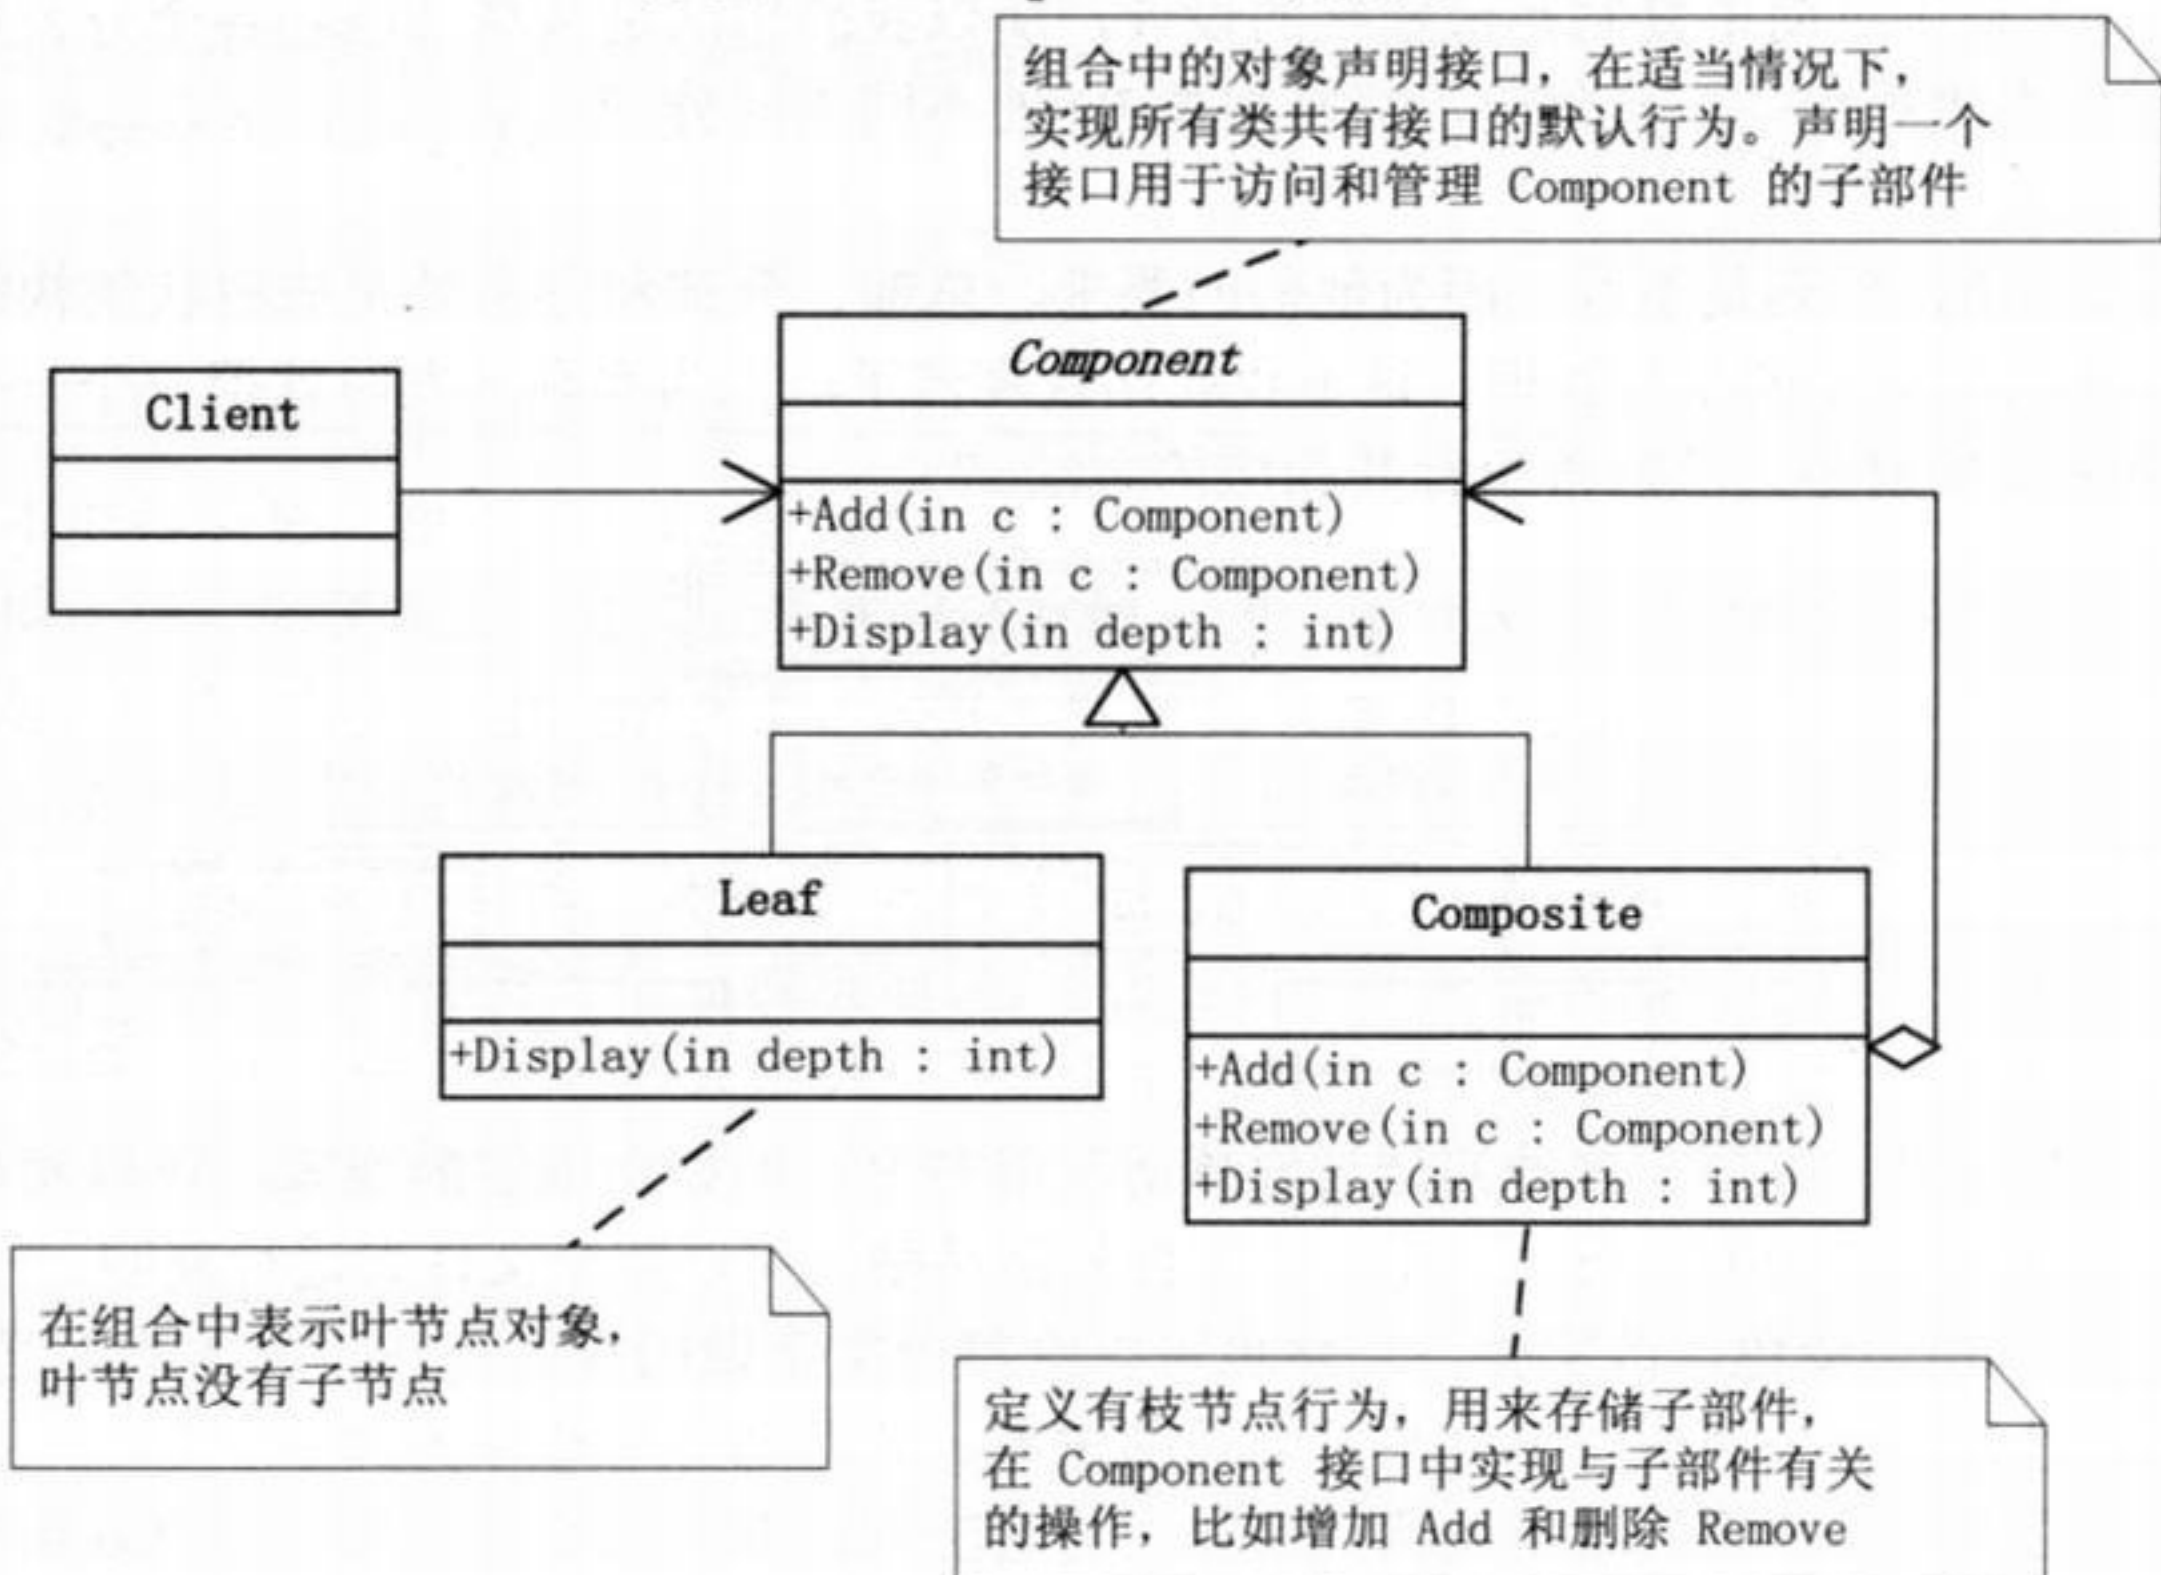 组合中的对象声明接口，在适当情况下，
实现所有类共有接口的默认行为。声明一个
接口用于访问和管理 Component 的子部件
Component
Client
+Add(in c : Component)
+Remove(in c : Component)
+Display(in depth : int)
Leaf
+Display(in depth : int)
Composite
+Add(in c : Component)
+Remove(in c : Component)
+Display(in depth : int)
在组合中表示叶节点对象，
叶节点没有子节点
定义有枝节点行为，用来存储子部件，
在 Component 接口中实现与子部件有关
的操作，比如增加 Add 和删除 Remove